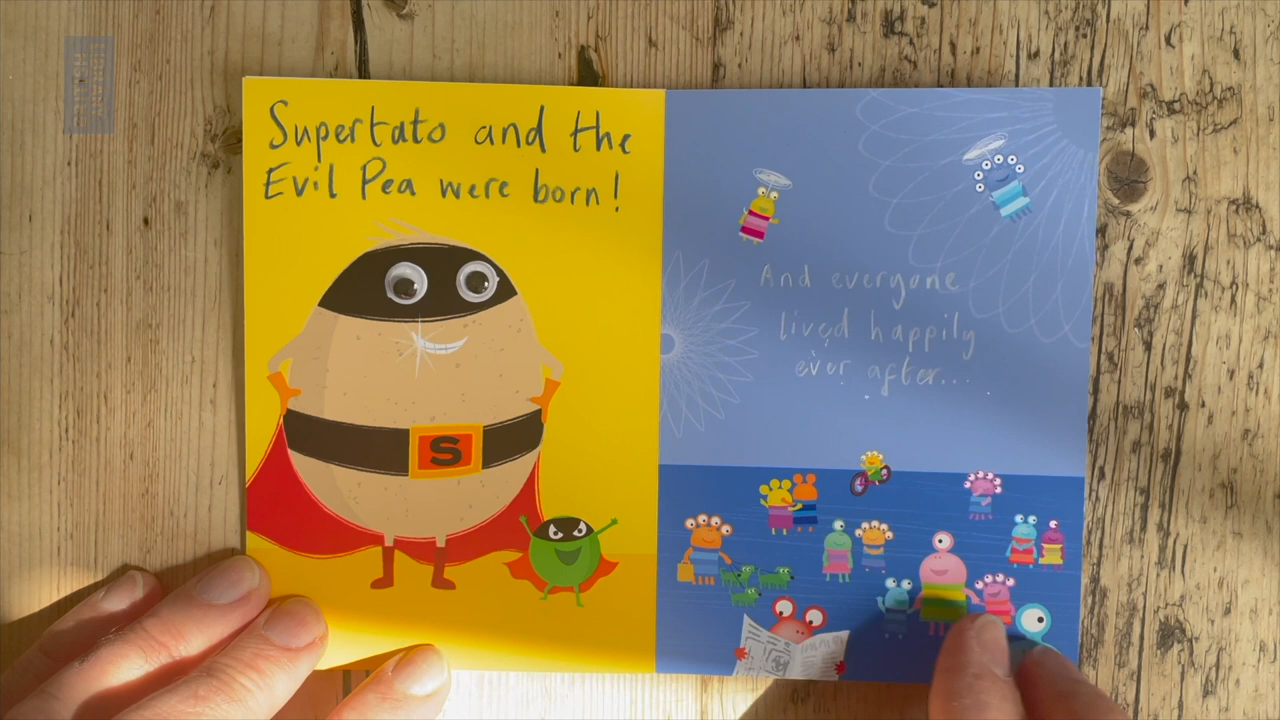 Supertato and the
Evil Pea were born!
S
And everyone
lived happily
ever after...